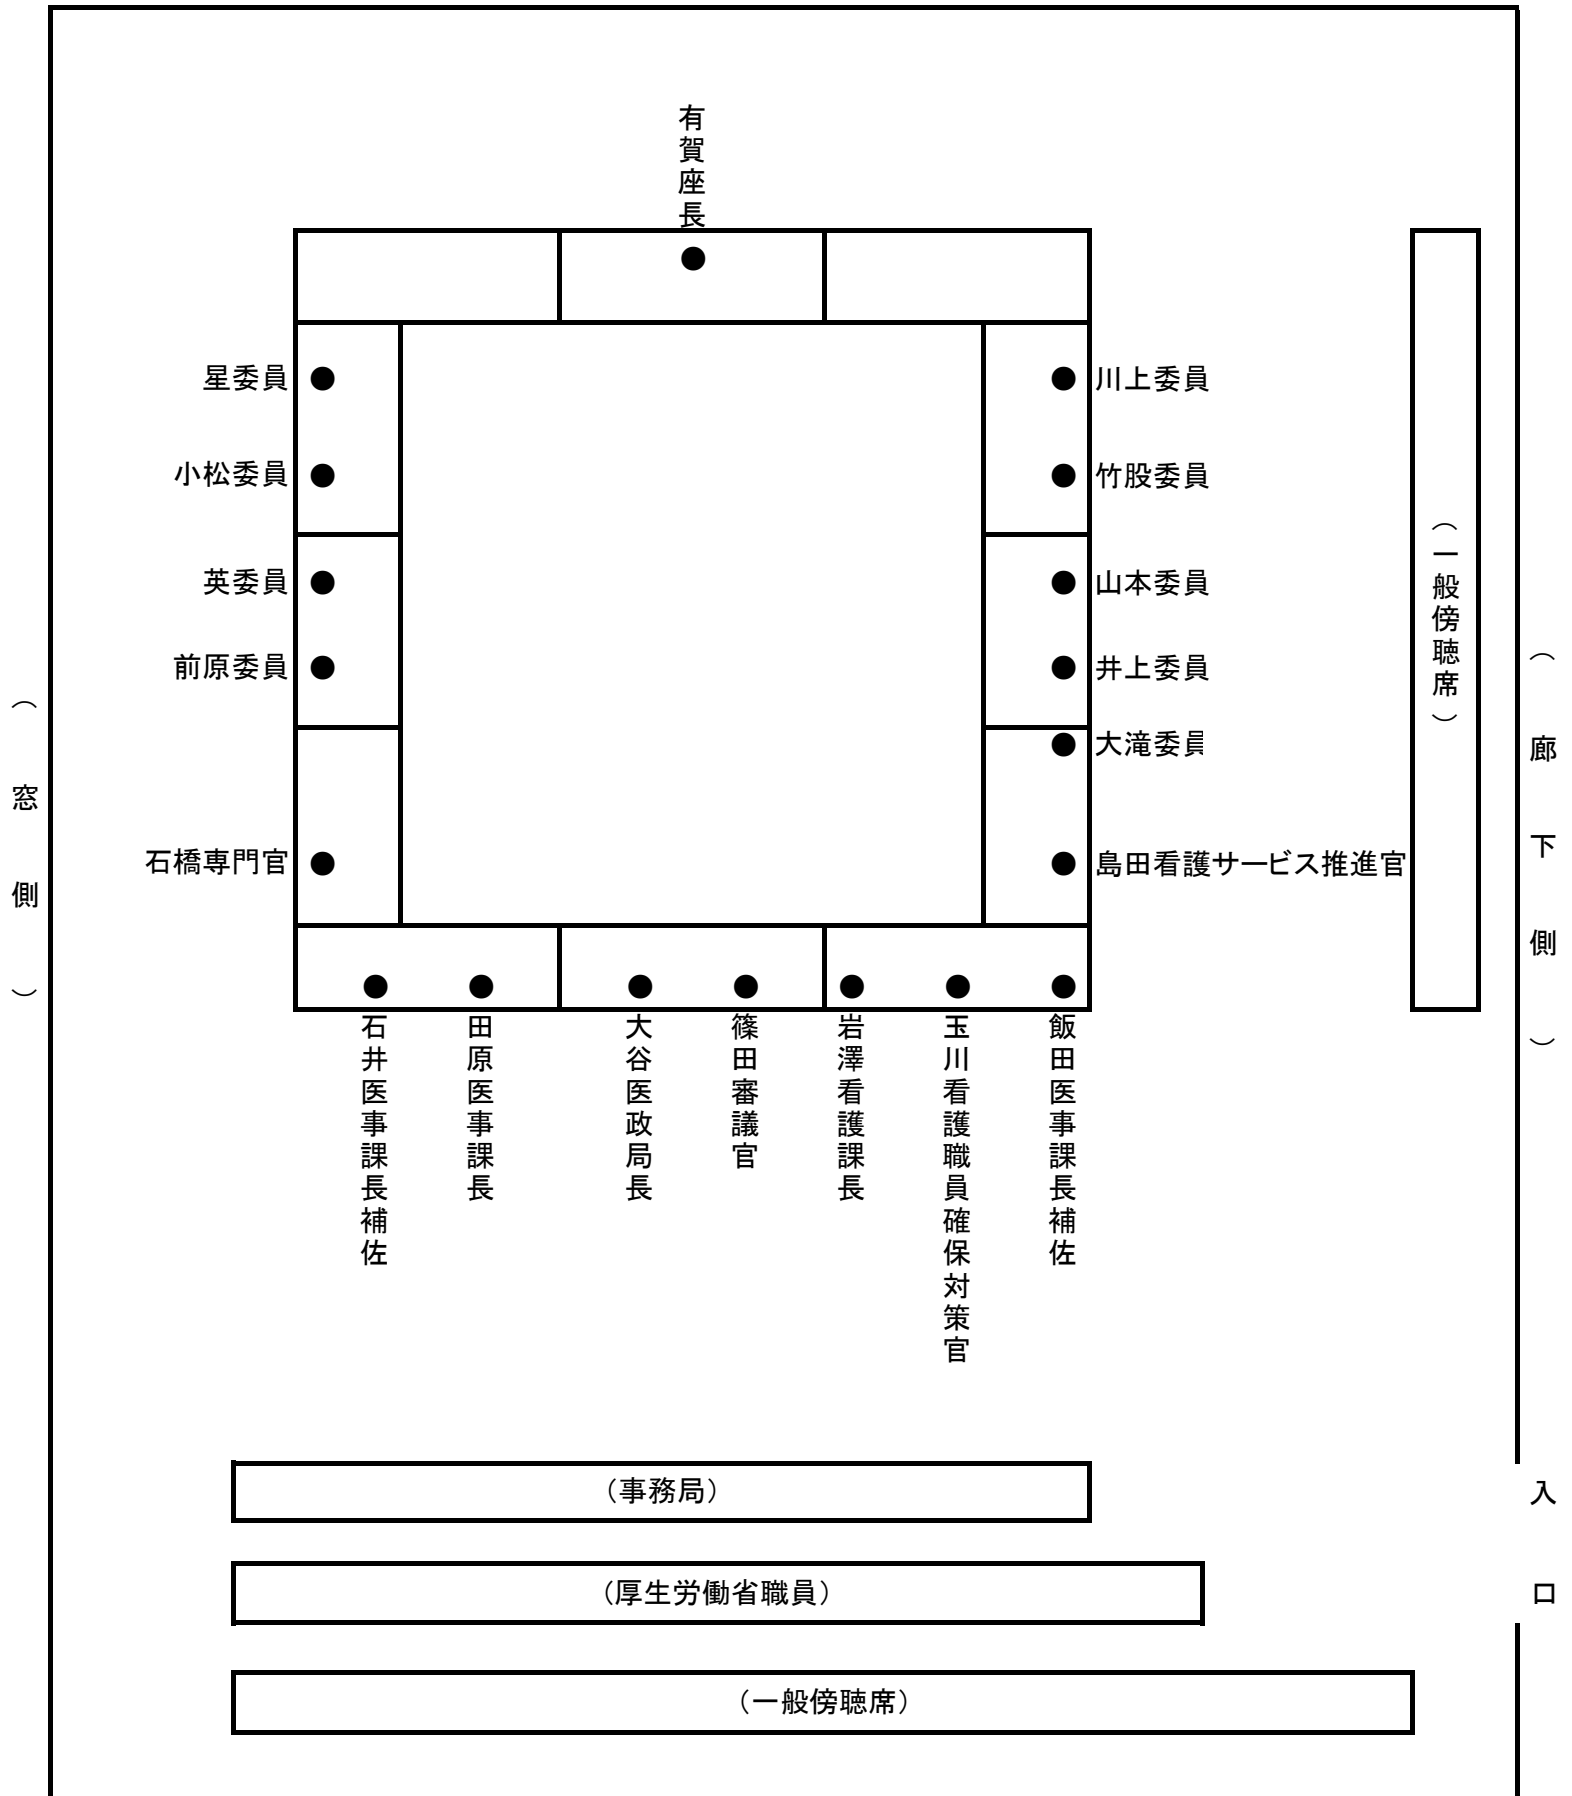 有賀座長
星委員
川上委員
小松委員
竹股委員
英委員
山本委員
前原委員
井上委員
大滝委員
石橋専門官
島田看護サービス推進官
(一般傍聴席)
(窓側)
(廊下側)
石井医事課長補佐
田原医事課長
大谷医政局長
篠田審議官
岩澤看護課長
玉川看護職員確保対策官
飯田医事課長補佐
(事務局)
入口
(厚生労働省職員)
(一般傍聴席)